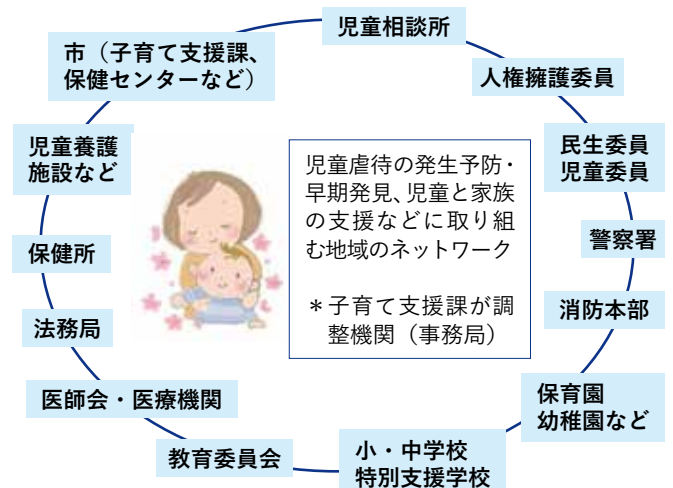 児童相談所
人権擁護委員
民生委員
児童委員
警察署
消防本部
保育園
幼稚園など
小・中学校
特別支援学校
教育委員会
医師会・医療機関
法務局
保健所
児童養護
施設など
市（子育て支援課、
保健センターなど）
児童虐待の発生予防・
早期発見、児童と家族
の支援などに取り組
む地域のネットワーク
＊子育て支援課が調
整機関（事務局）